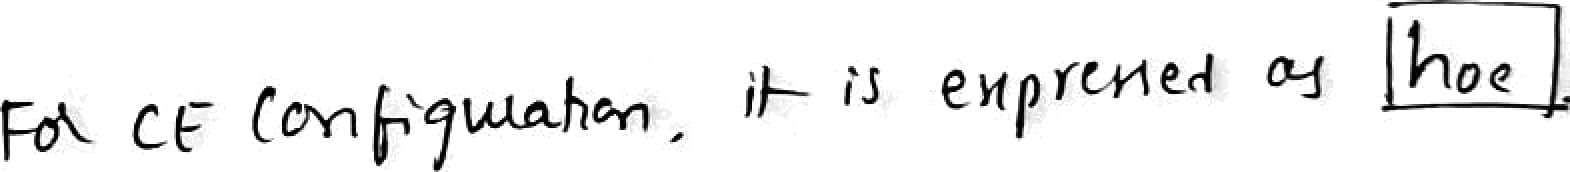 For CE Configuration, it is expressed as hoe.